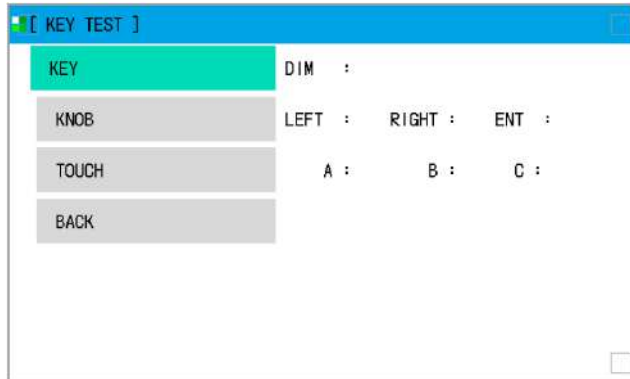 [ KEY TEST ]
KEY DIM :
KNOB LEFT : RIGHT : ENT :
TOUCH A : B : C :
BACK